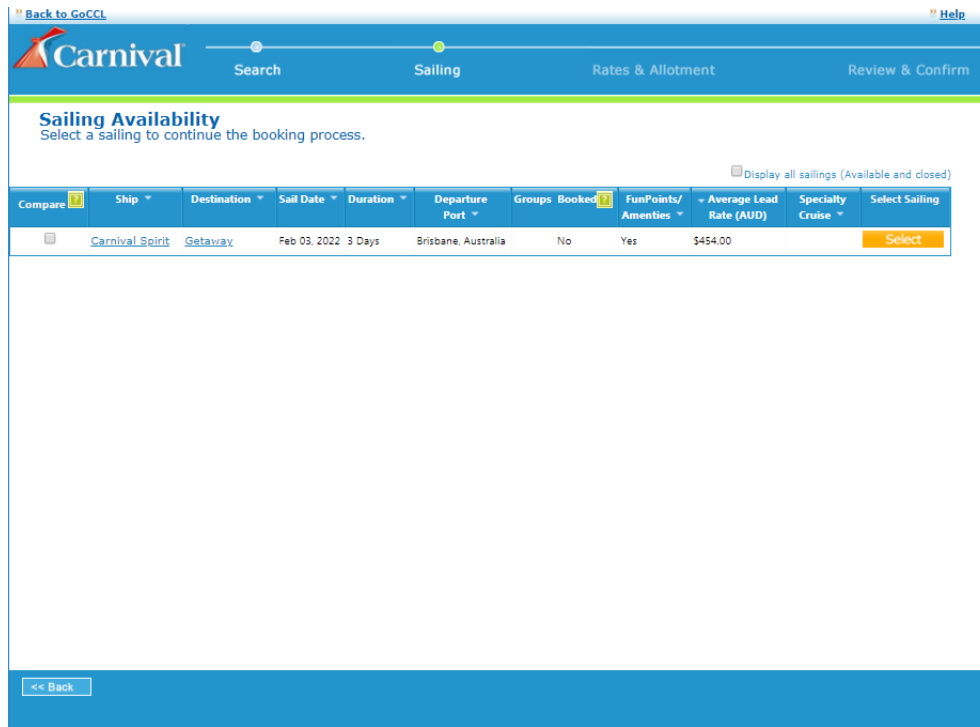 Back to GoCCL
Help
Carnival
Search
Sailing
Rates & Allotment
Review & Confirm
Sailing Availability
Select a sailing to continue the booking process.
Display all sailings (Available and closed)
Compare ? Ship Destination Sail Date Duration Departure Port Groups Booked ? FunPoints/ Amenties Average Lead Rate (AUD) Specialty Cruise Select Sailing
Carnival Spirit Getaway Feb 03, 2022 3 Days Brisbane, Australia No Yes $454.00 Select
<< Back